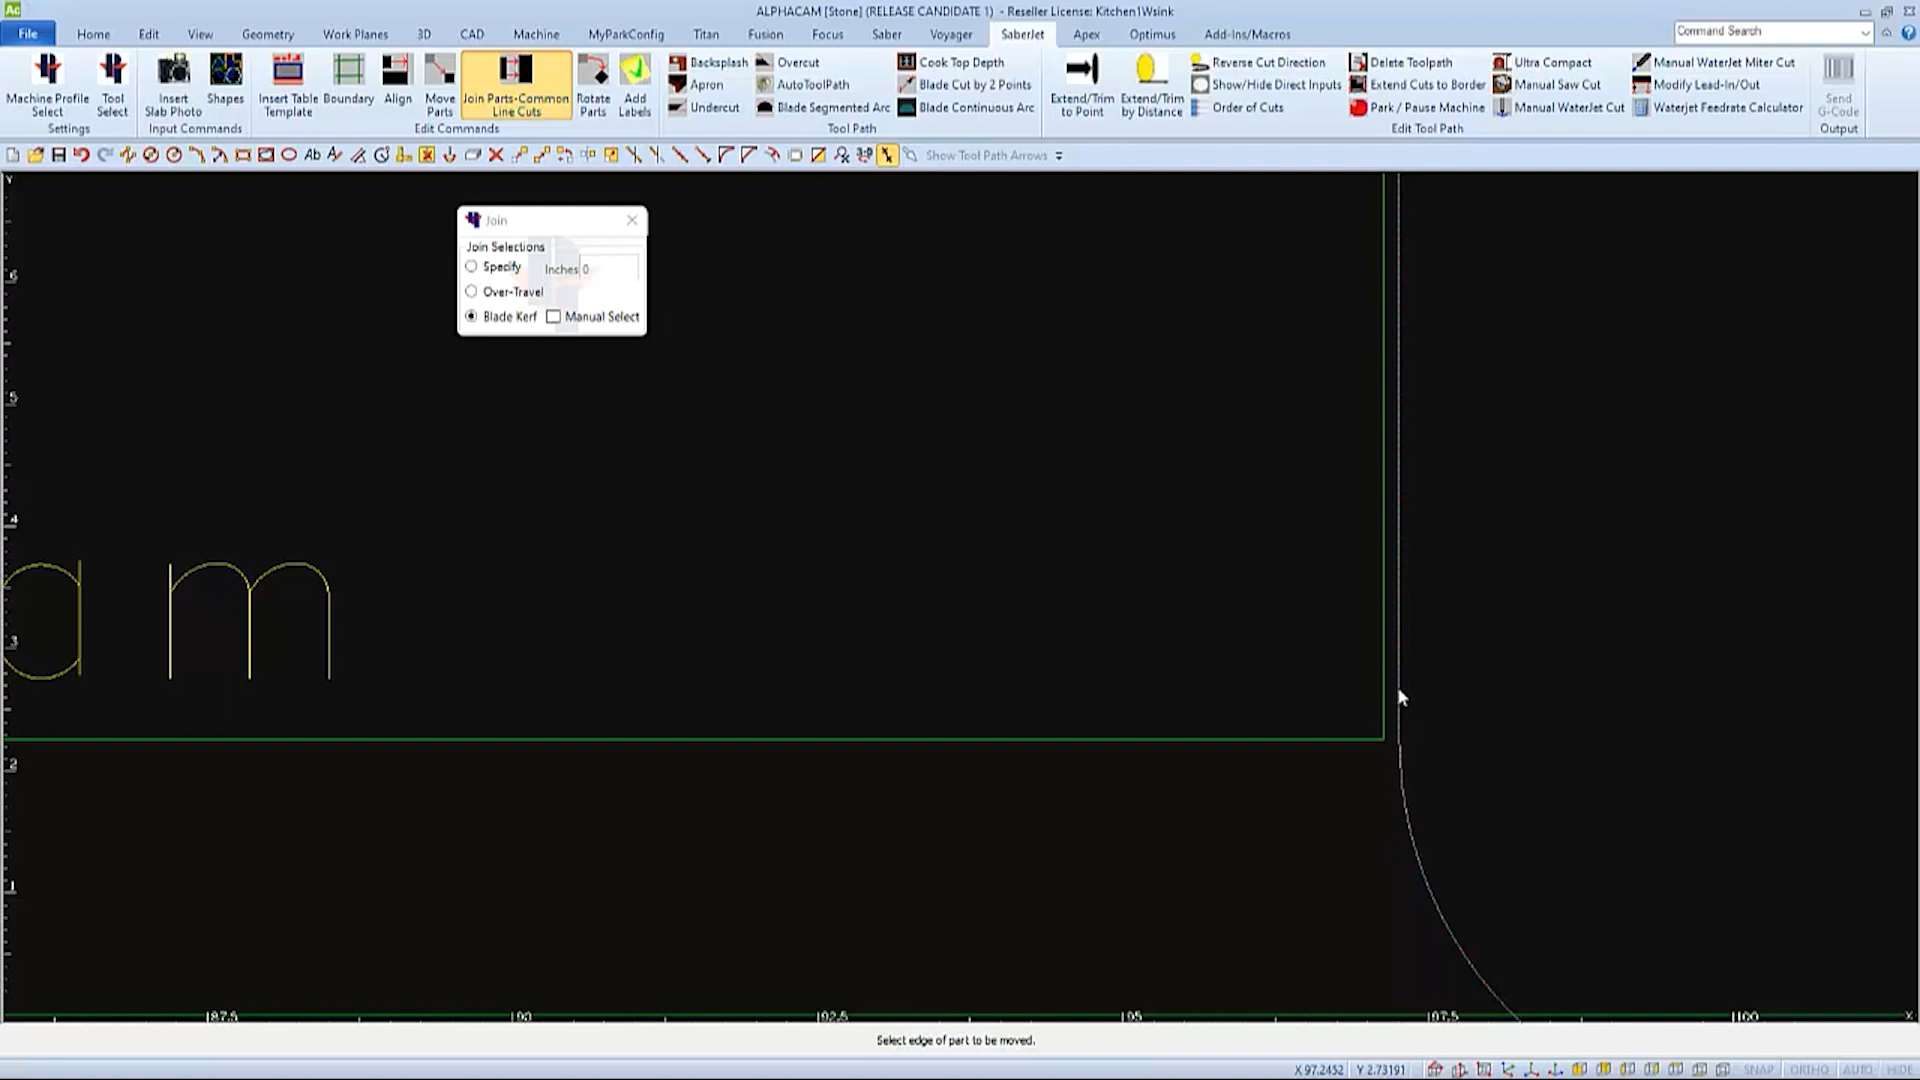 Ac
ALPHACAM [Stone] (RELEASE CANDIDATE 1) - Reseller License: Kitchen1Wsink
File Home Edit View Geometry Work Planes 3D CAD Machine MyParkConfig Titan Fusion Focus Saber Voyager SaberJet Apex Optimus Add-Ins/Macros Command Search
Machine Profile Select
Tool Select
Settings
Insert Slab Photo
Shapes
Input Commands
Insert Table Template
Boundary
Align
Move Parts
Join Parts-Common Line Cuts
Rotate Parts
Add Labels
Edit Commands
Backsplash Overcut Cook Top Depth
Apron AutoToolPath Blade Cut by 2 Points
Undercut Blade Segmented Arc Blade Continuous Arc
Tool Path
Extend/Trim to Point
Extend/Trim by Distance
Reverse Cut Direction Delete Toolpath Ultra Compact Manual WaterJet Miter Cut
Show/Hide Direct Inputs Extend Cuts to Border Manual Saw Cut Modify Lead-In/Out
Order of Cuts Park / Pause Machine Manual WaterJet Cut Waterjet Feedrate Calculator
Edit Tool Path
Send G-Code
Output
Ab Show Tool Path Arrows
Y
Join
Join Selections
Specify Inches 0
Over-Travel
Blade Kerf Manual Select
6
5
4
3
2
1
a m
87.5 90 92.5 95 97.5 100 X
Select edge of part to be moved.
X 97.2452 Y 2.73191 SNAP ORTHO AUTO HIDE